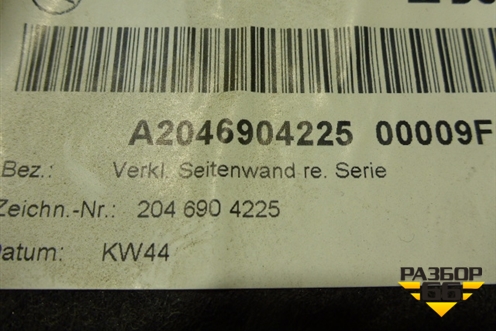 A2046904225 00009F
Bez.: Verkl. Seitenwand re. Serie
Zeichn.-Nr.: 204 690 4225
Datum: KW44
РАЗБОР
66